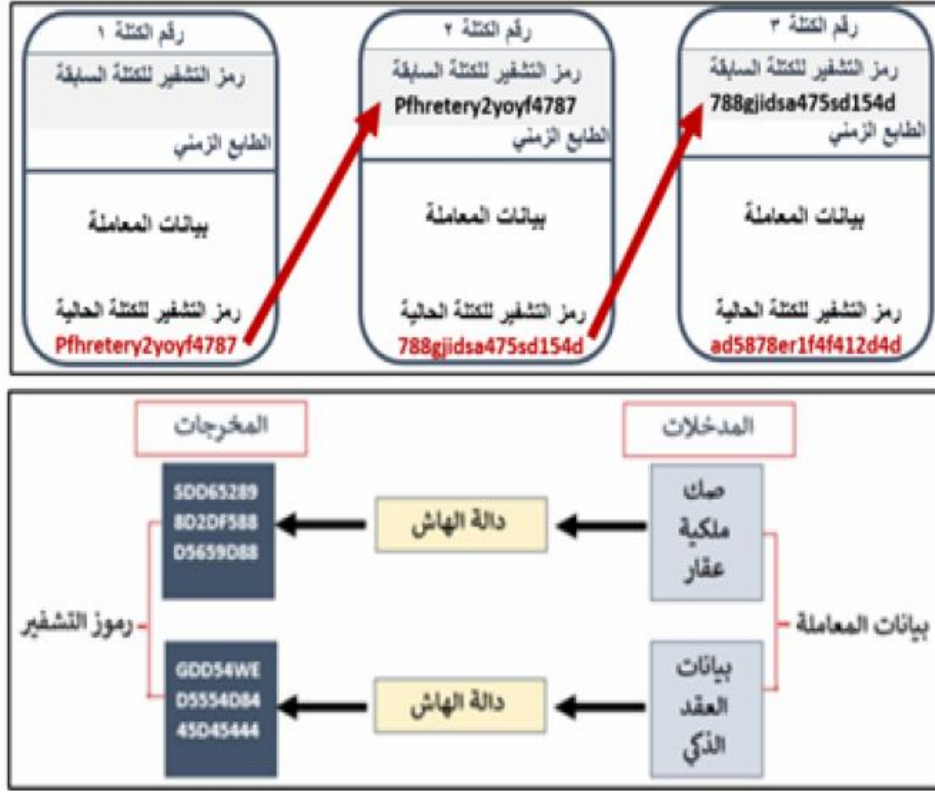 رقم الكتلة ١
رمز التشفير للكتلة السابقة
الطابع الزمني
بيانات المعاملة
رمز التشفير للكتلة الحالية
Pfhretery2yoyf4787
رقم الكتلة ٢
رمز التشفير للكتلة السابقة
Pfhretery2yoyf4787
الطابع الزمني
بيانات المعاملة
رمز التشفير للكتلة الحالية
788gjidsa475sd154d
رقم الكتلة ٣
رمز التشفير للكتلة السابقة
788gjidsa475sd154d
الطابع الزمني
بيانات المعاملة
رمز التشفير للكتلة الحالية
ad5878er1f4f412d4d
المدخلات
المخرجات
بيانات المعاملة
صك
ملكية
عقار
دالة الهاش
SDD65289
8D2DF588
D5659D88
بيانات
العقد
الذكي
دالة الهاش
GDD54WE
D5554D84
45D45444
رموز التشفير